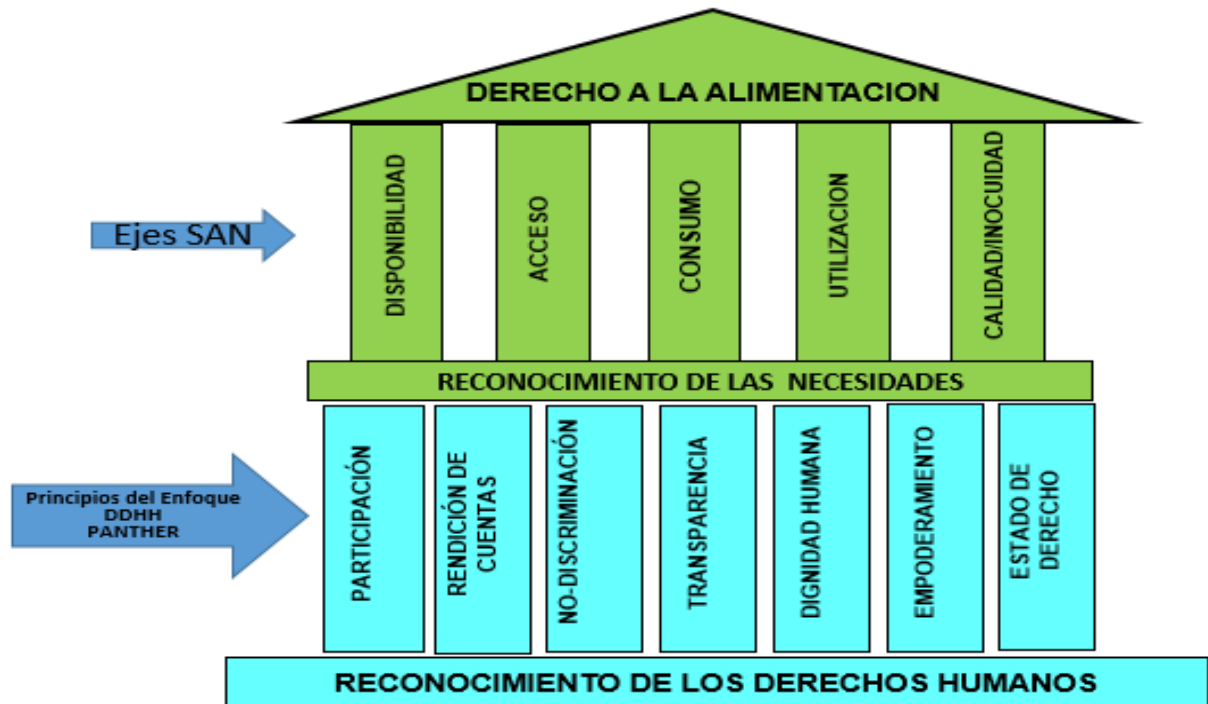 DERECHO A LA ALIMENTACION
Ejes SAN
DISPONIBILIDAD
ACCESO
CONSUMO
UTILIZACION
CALIDAD/INOCUIDAD
RECONOCIMIENTO DE LAS NECESIDADES
Principios del Enfoque
DDHH
PANTHER
PARTICIPACIÓN
RENDICIÓN DE
CUENTAS
NO-DISCRIMINACIÓN
TRANSPARENCIA
DIGNIDAD HUMANA
EMPODERAMIENTO
ESTADO DE
DERECHO
RECONOCIMIENTO DE LOS DERECHOS HUMANOS